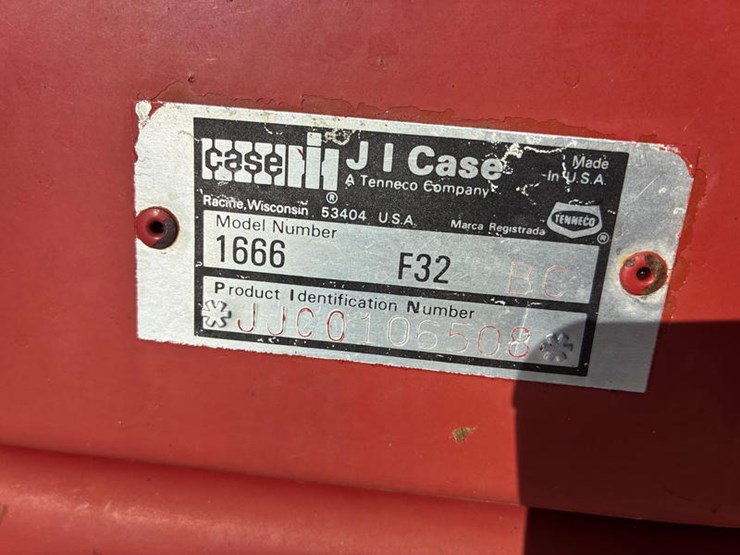 case IH J I Case
A Tenneco Company
Made
In U.S.A.
Racine, Wisconsin 53404 U.S.A.
Marca Registrada TENNECO ®
®
Model Number
1666 F32 BC
Product Identification Number
*JJC0106508*